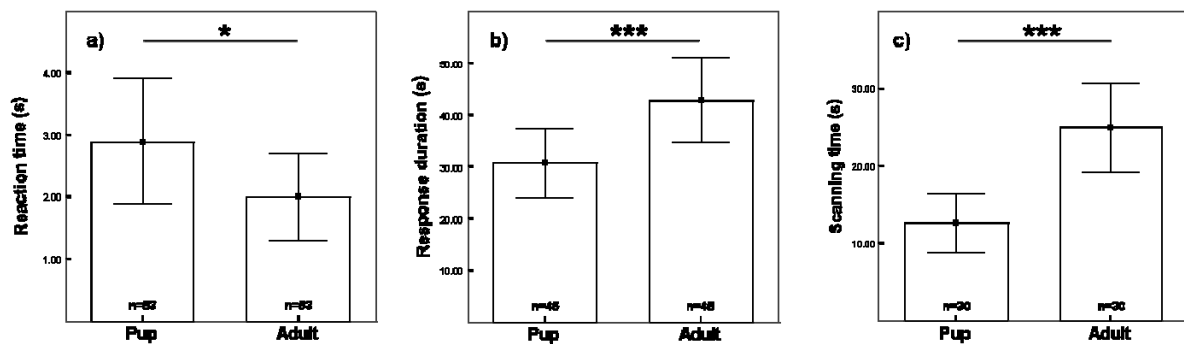 a)
*
Reaction time (s)
4.00
3.00
2.00
1.00
n=53
n=53
Pup
Adult
b)
***
Response duration (s)
50.00
40.00
30.00
20.00
10.00
n=45
n=45
Pup
Adult
c)
***
Scanning time (s)
30.00
20.00
10.00
n=30
n=30
Pup
Adult